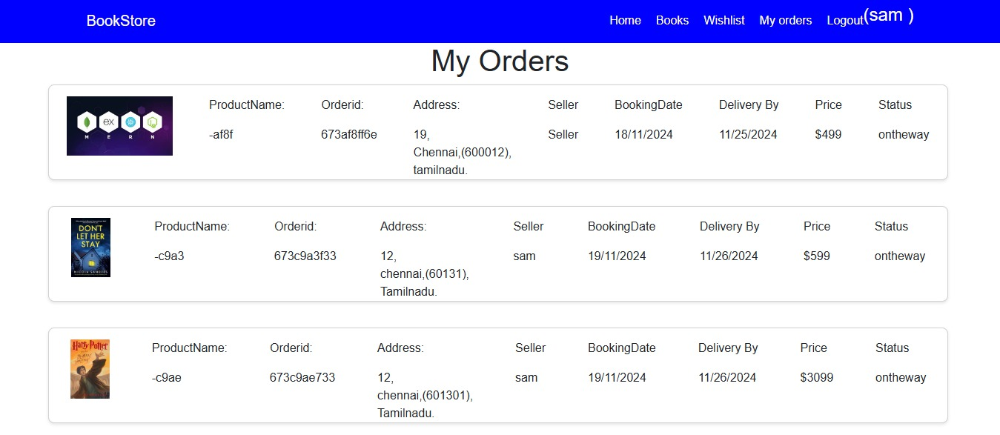 BookStore
Home Books Wishlist My orders Logout(sam )
My Orders
ProductName: Orderid: Address: Seller BookingDate Delivery By Price Status
ex
M E R N
-af8f 673af8ff6e 19, Seller 18/11/2024 11/25/2024 $499 ontheway
Chennai,(600012),
tamilnadu.
ProductName: Orderid: Address: Seller BookingDate Delivery By Price Status
DON'T
LET HER
STAY
NICOLA SANDERS
-c9a3 673c9a3f33 12, sam 19/11/2024 11/26/2024 $599 ontheway
chennai,(60131),
Tamilnadu.
ProductName: Orderid: Address: Seller BookingDate Delivery By Price Status
Harry Potter
-c9ae 673c9ae733 12, sam 19/11/2024 11/26/2024 $3099 ontheway
chennai,(601301),
Tamilnadu.